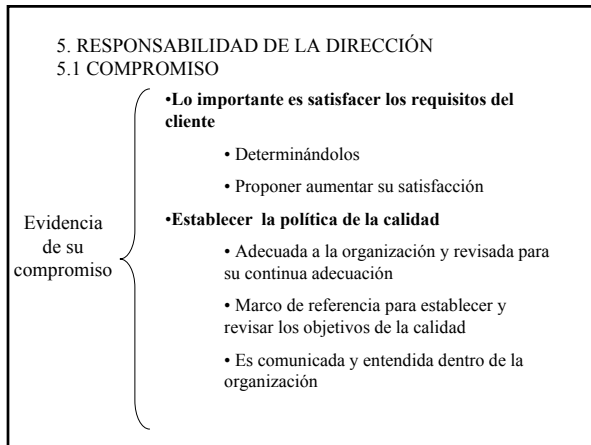 5. RESPONSABILIDAD DE LA DIRECCIÓN
5.1 COMPROMISO
•Lo importante es satisfacer los requisitos del
cliente
• Determinándolos
• Proponer aumentar su satisfacción
•Establecer la política de la calidad
Evidencia
de su
compromiso
• Adecuada a la organización y revisada para
su continua adecuación
• Marco de referencia para establecer y
revisar los objetivos de la calidad
• Es comunicada y entendida dentro de la
organización